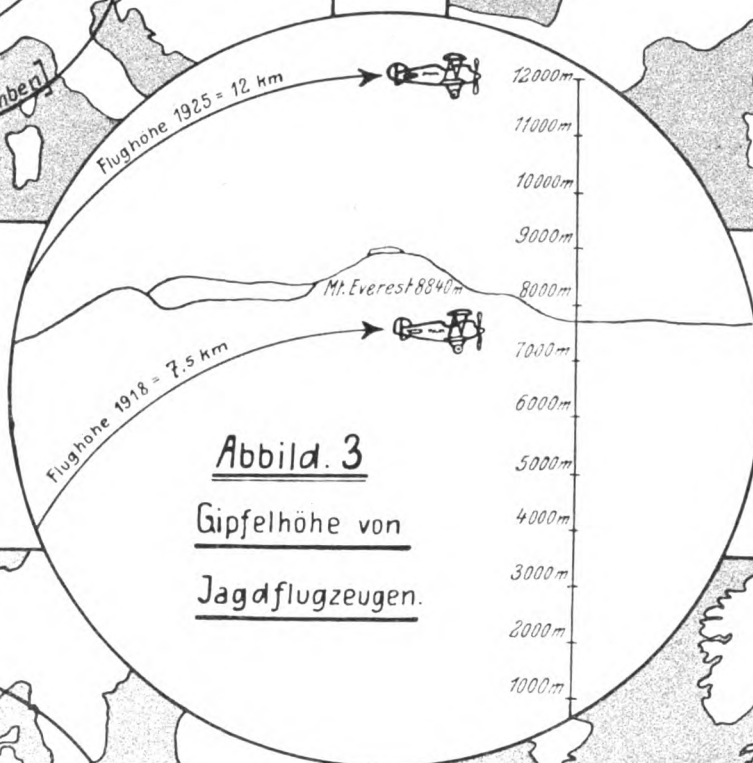 mben]
Flughöhe 1925 = 12 km
12000m
11000m
10000m
9000m
Mt. Everest 8840m
8000m
7000m
Flughöhe 1918 = 7,5 km
6000m
5000m
4000m
3000m
2000m
1000m
Abbild. 3
Gipfelhöhe von
Jagdflugzeugen.